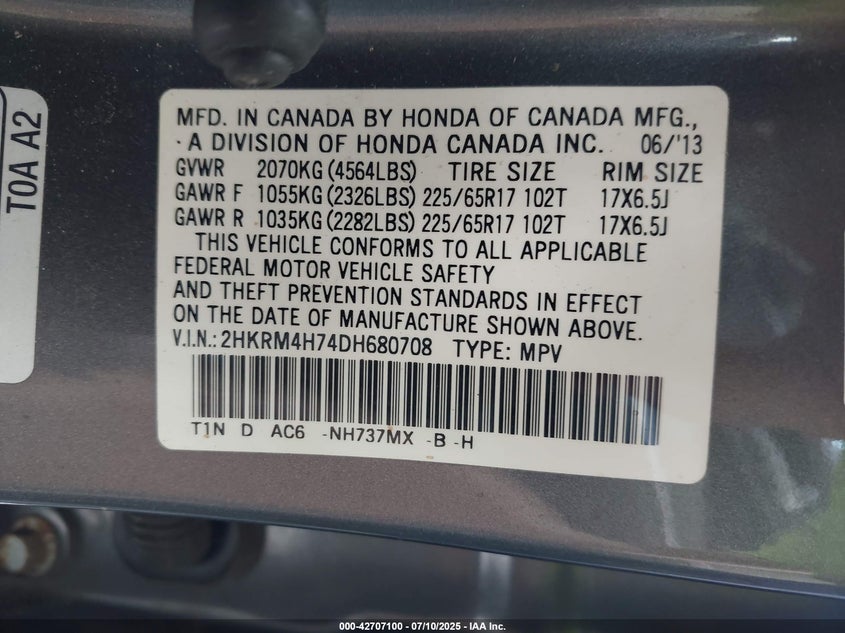 T0A A2
MFD. IN CANADA BY HONDA OF CANADA MFG.,
A DIVISION OF HONDA CANADA INC. 06/'13
GVWR 2070KG (4564LBS) TIRE SIZE RIM SIZE
GAWR F 1055KG (2326LBS) 225/65R17 102T 17X6.5J
GAWR R 1035KG (2282LBS) 225/65R17 102T 17X6.5J
THIS VEHICLE CONFORMS TO ALL APPLICABLE
FEDERAL MOTOR VEHICLE SAFETY
AND THEFT PREVENTION STANDARDS IN EFFECT
ON THE DATE OF MANUFACTURE SHOWN ABOVE.
V.I.N.: 2HKRM4H74DH680708 TYPE: MPV
T1N D AC6 -NH737MX -B -H
000-42707100 - 07/10/2025 - IAA Inc.